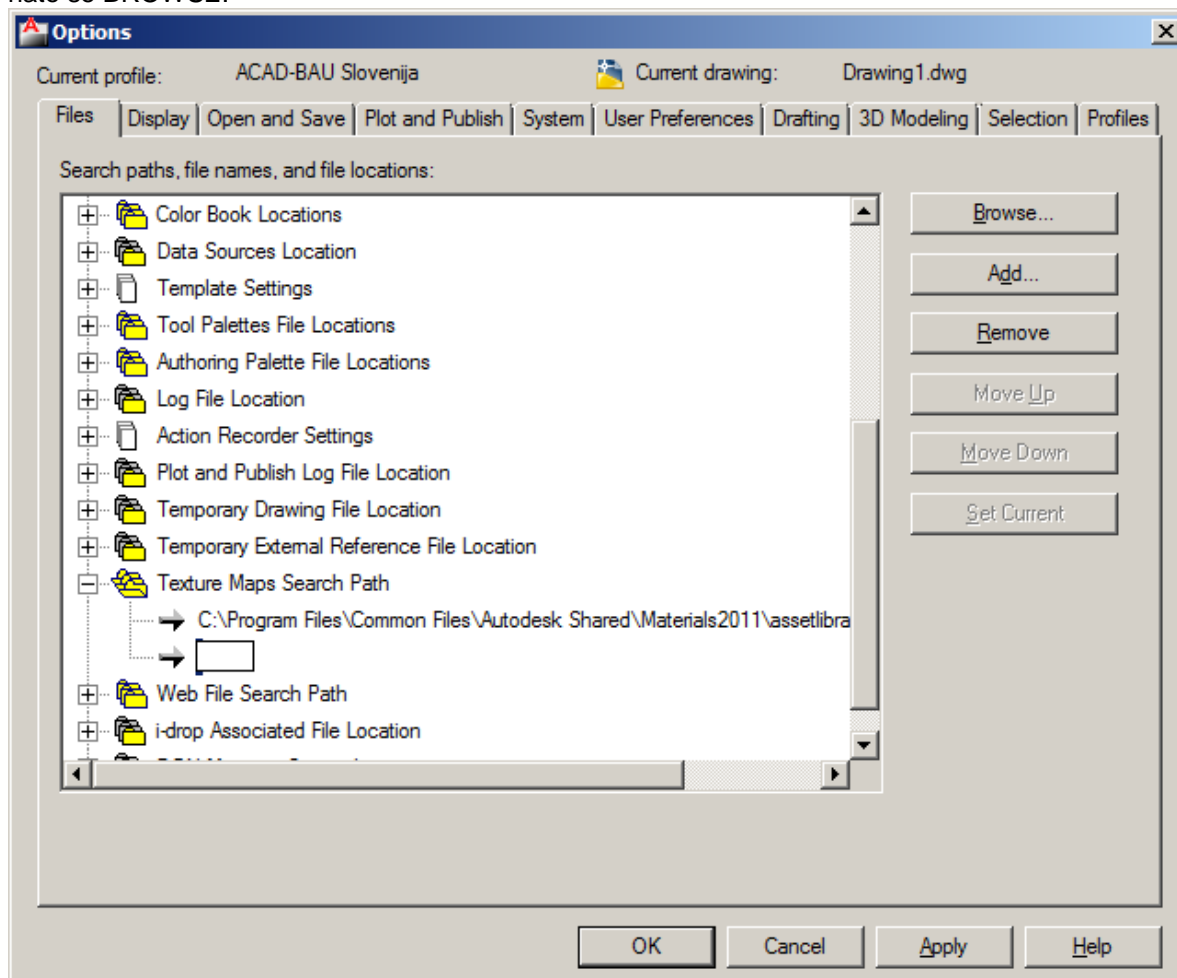 Options
Current profile: ACAD-BAU Slovenija Current drawing: Drawing1.dwg
Files Display Open and Save Plot and Publish System User Preferences Drafting 3D Modeling Selection Profiles
Search paths, file names, and file locations:
Color Book Locations
Data Sources Location
Template Settings
Tool Palettes File Locations
Authoring Palette File Locations
Log File Location
Action Recorder Settings
Plot and Publish Log File Location
Temporary Drawing File Location
Temporary External Reference File Location
Texture Maps Search Path
C:\Program Files\Common Files\Autodesk Shared\Materials2011\assetlibra
Web File Search Path
i-drop Associated File Location
Browse...
Add...
Remove
Move Up
Move Down
Set Current
OK Cancel Apply Help